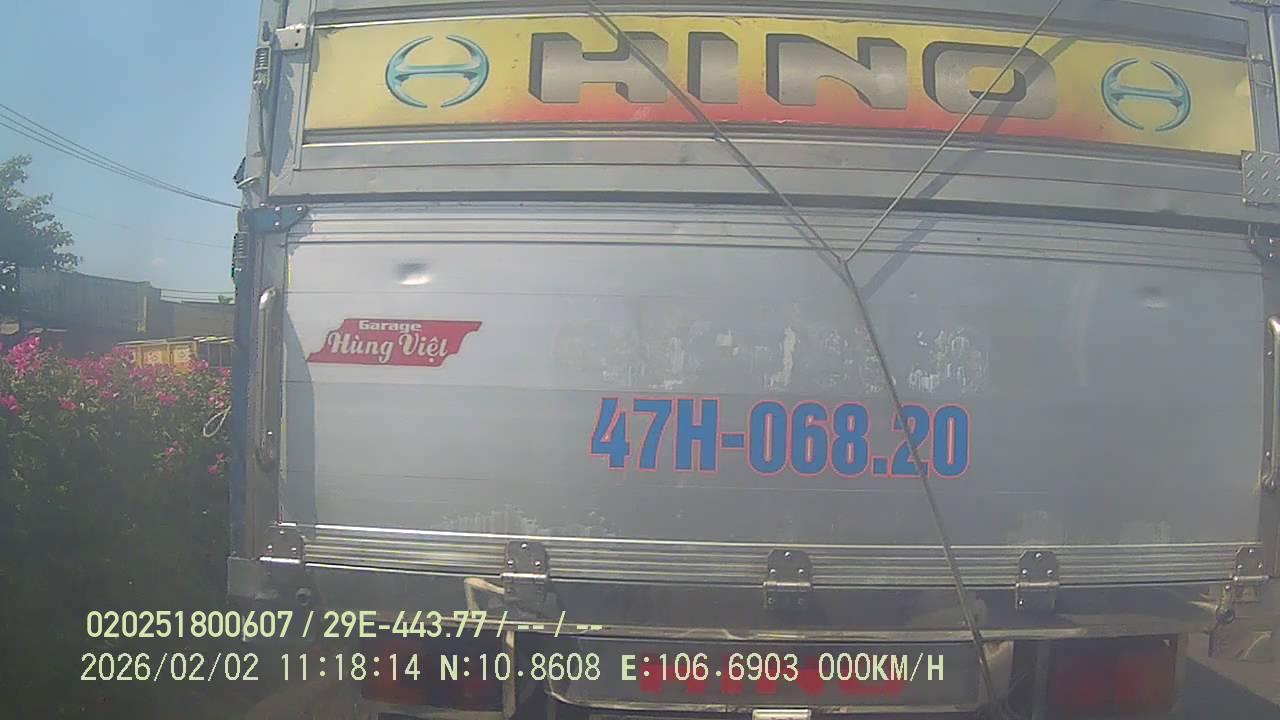 HINO
Garage
Hùng Việt
47H-068.20
020251800607 / 29E-443.77 / -- / --
2026/02/02 11:18:14 N:10.8608 E:106.6903 000KM/H
HINO